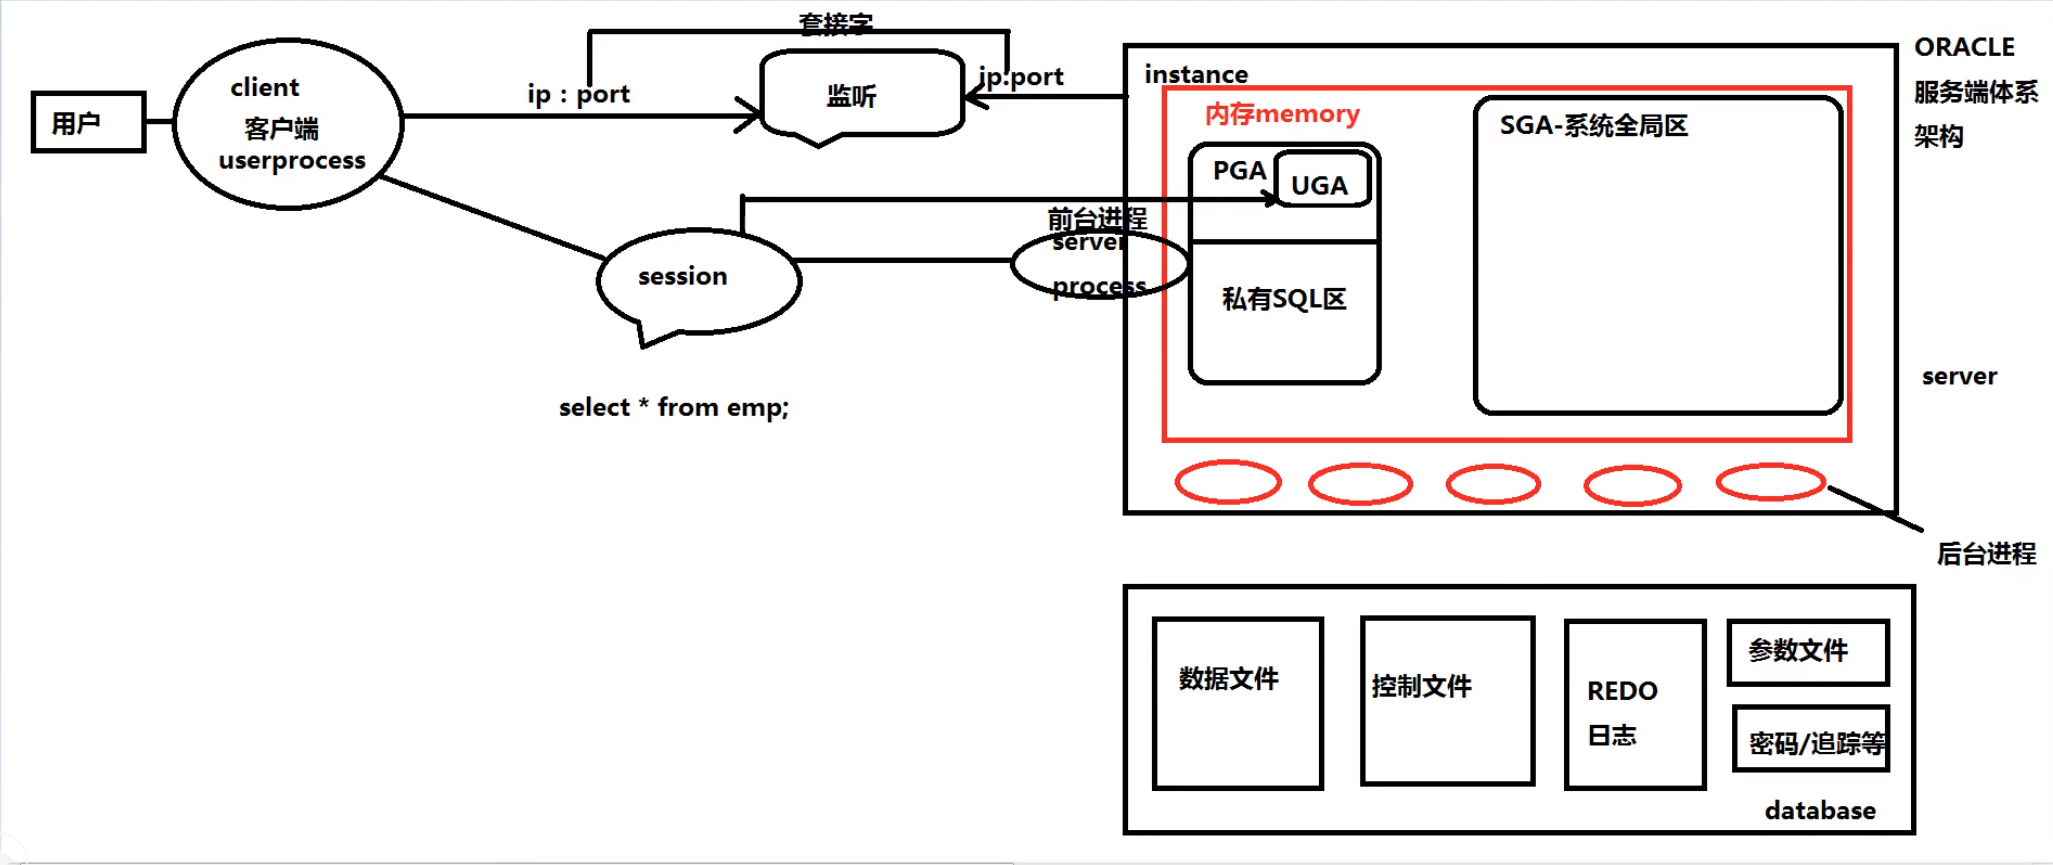 套接字
用户
client
客户端
userprocess
ip : port
监听
ip:port
instance
内存memory
PGA
UGA
SGA-系统全局区
ORACLE
服务端体系
架构
session
前台进程
server
process
私有SQL区
select * from emp;
server
后台进程
数据文件
控制文件
REDO
日志
参数文件
密码/追踪等
database